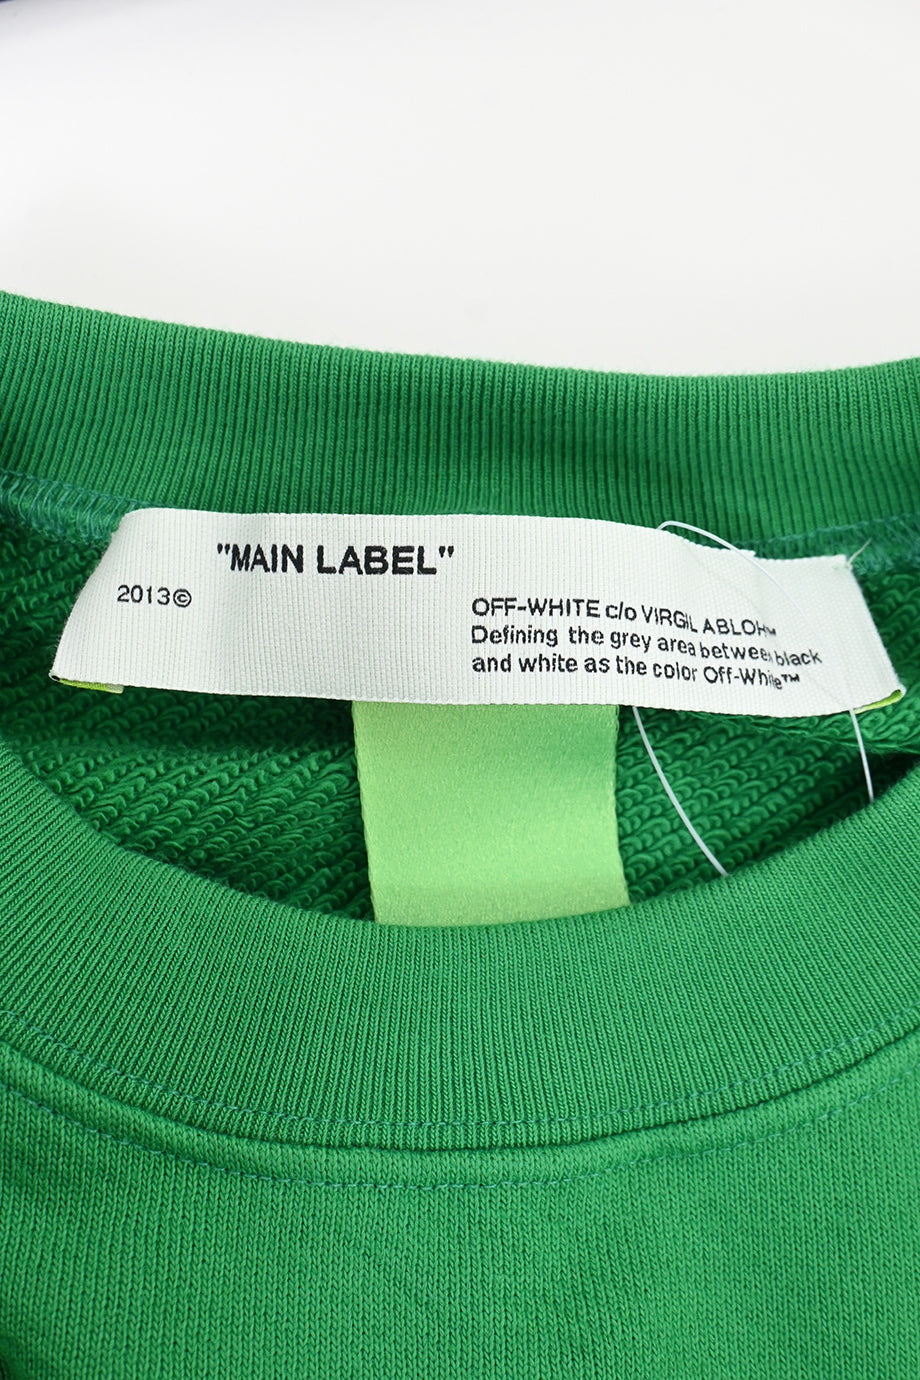 "MAIN LABEL"
2013©
OFF-WHITE c/o VIRGIL ABLOH™
Defining the grey area between black
and white as the color Off-White™